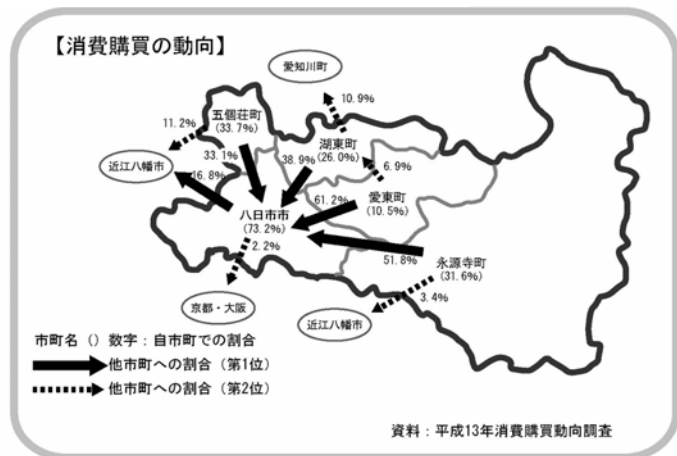 【消費購買の動向】
愛知川町
10.9%
11.2%
五個荘町
(33.7%)
湖東町
(26.0%)
6.9%
33.1%
38.9%
近江八幡市
16.8%
61.2%
愛東町
(10.5%)
八日市市
(73.2%)
2.2%
51.8%
永源寺町
(31.6%)
3.4%
京都・大阪
近江八幡市
市町名（）数字：自市町での割合
他市町への割合（第1位）
他市町への割合（第2位）
資料：平成13年消費購買動向調査